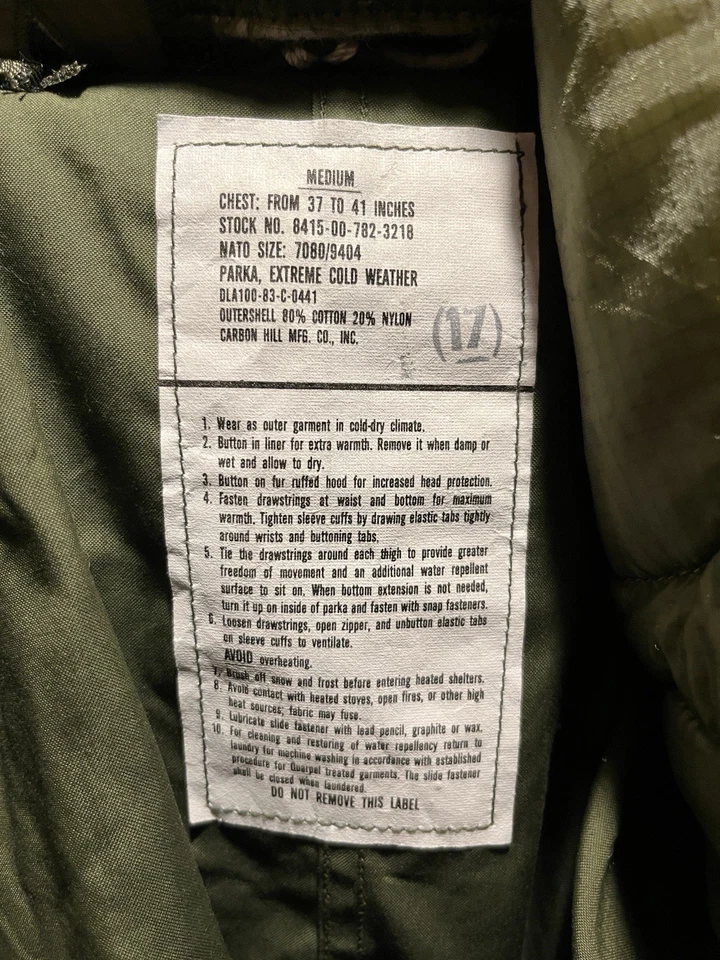 MEDIUM
CHEST: FROM 37 TO 41 INCHES
STOCK NO. 8415-00-782-3218
NATO SIZE: 7080/9404
PARKA, EXTREME COLD WEATHER
DLA100-83-C-0441
OUTERSHELL 80% COTTON 20% NYLON
CARBON HILL MFG. CO., INC.
(17)
1. Wear as outer garment in cold-dry climate.
2. Button in liner for extra warmth. Remove it when damp or
wet and allow to dry.
3. Button on fur ruffed hood for increased head protection.
4. Fasten drawstrings at waist and bottom for maximum
warmth. Tighten sleeve cuffs by drawing elastic tabs tightly
around wrists and buttoning tabs.
5. Tie the drawstrings around each thigh to provide greater
freedom of movement and an additional water repellent
surface to sit on. When bottom extension is not needed,
turn it up on inside of parka and fasten with snap fasteners.
6. Loosen drawstrings, open zipper, and unbutton elastic tabs
on sleeve cuffs to ventilate.
AVOID overheating.
7. Brush off snow and frost before entering heated shelters.
8. Avoid contact with heated stoves, open fires, or other high
heat sources; fabric may fuse.
9. Lubricate slide fastener with lead pencil, graphite or wax.
10. For cleaning and restoring of water repellency return to
laundry for machine washing in accordance with established
procedure for Quarpel treated garments. The slide fastener
shall be closed when laundered.
DO NOT REMOVE THIS LABEL